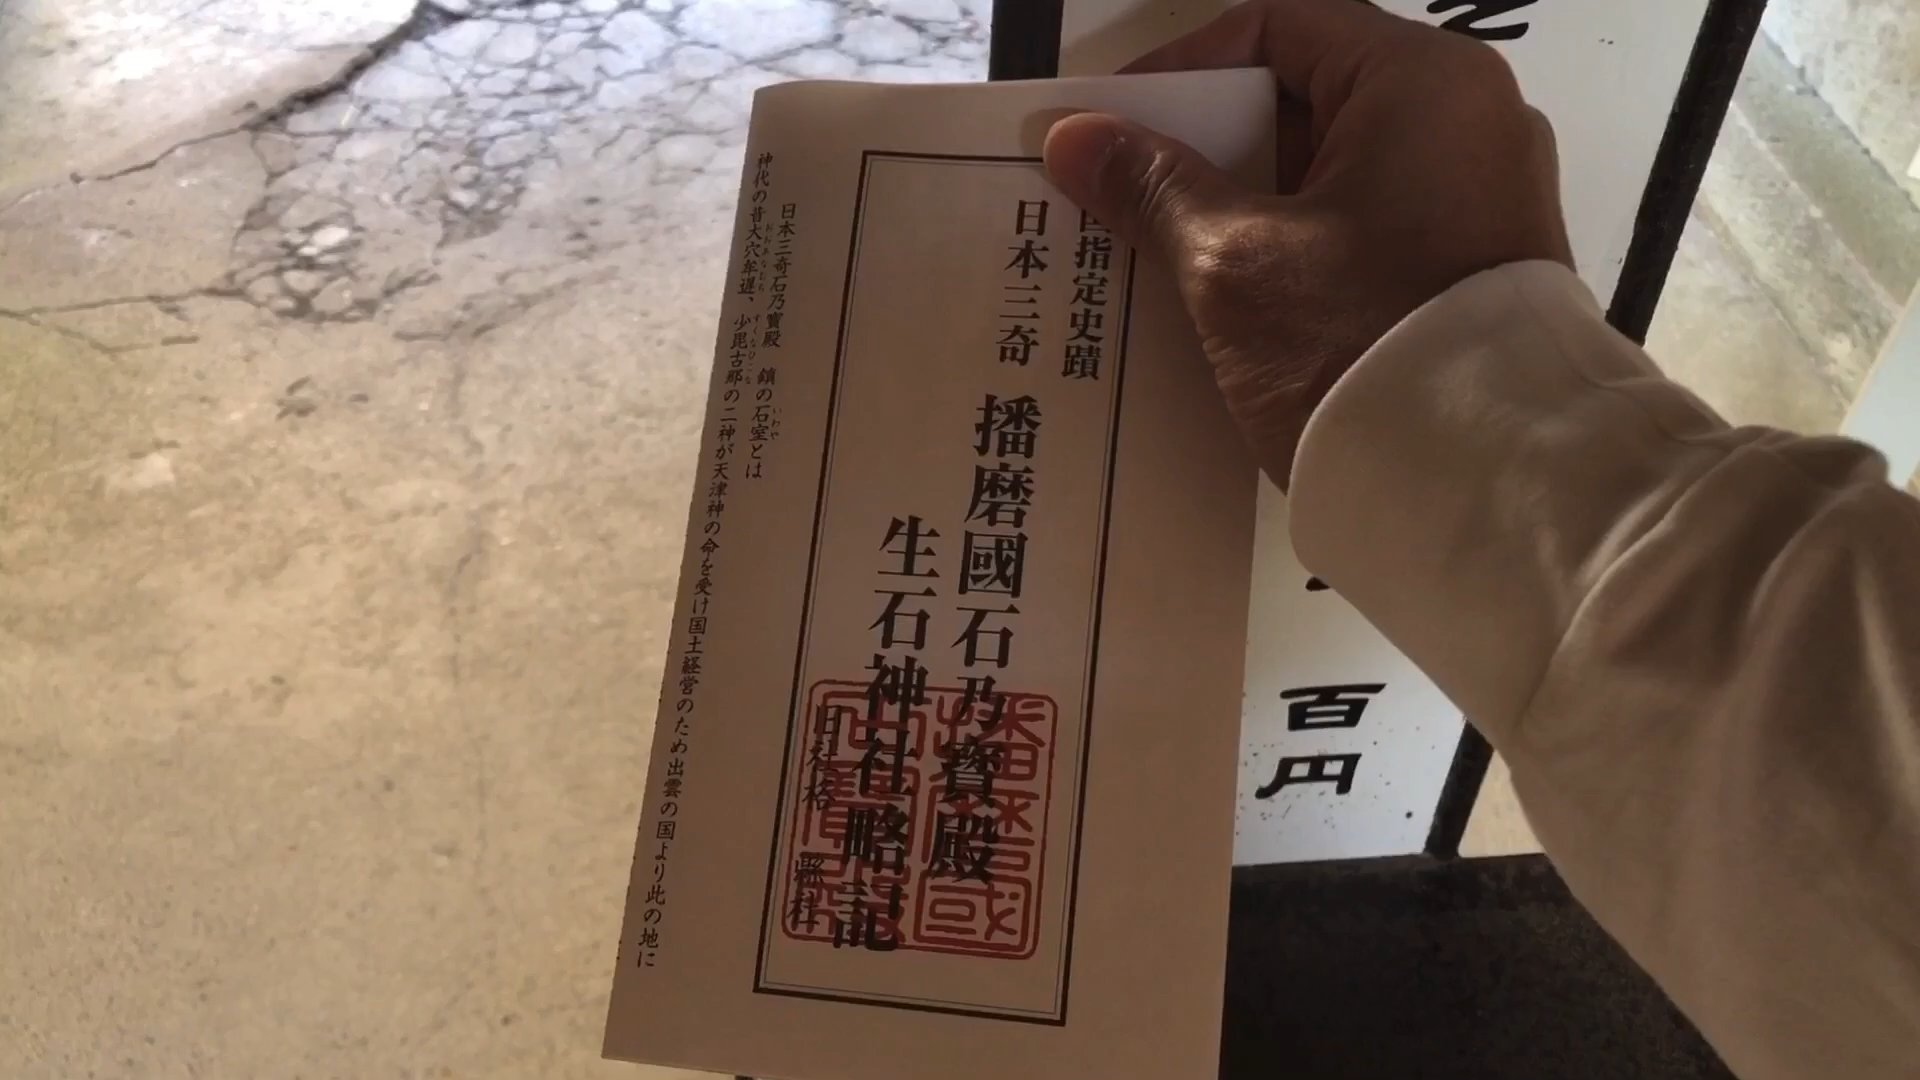 国指定史蹟
日本三奇
播磨國石乃寶殿
生石神社略記
旧社格 縣社
日本三奇石乃寶殿 鎮の石室とは
神代の昔大穴牟遅、少毘古那の二神が天津神の命を受け国土経営のため出雲の国より此の地に
百円